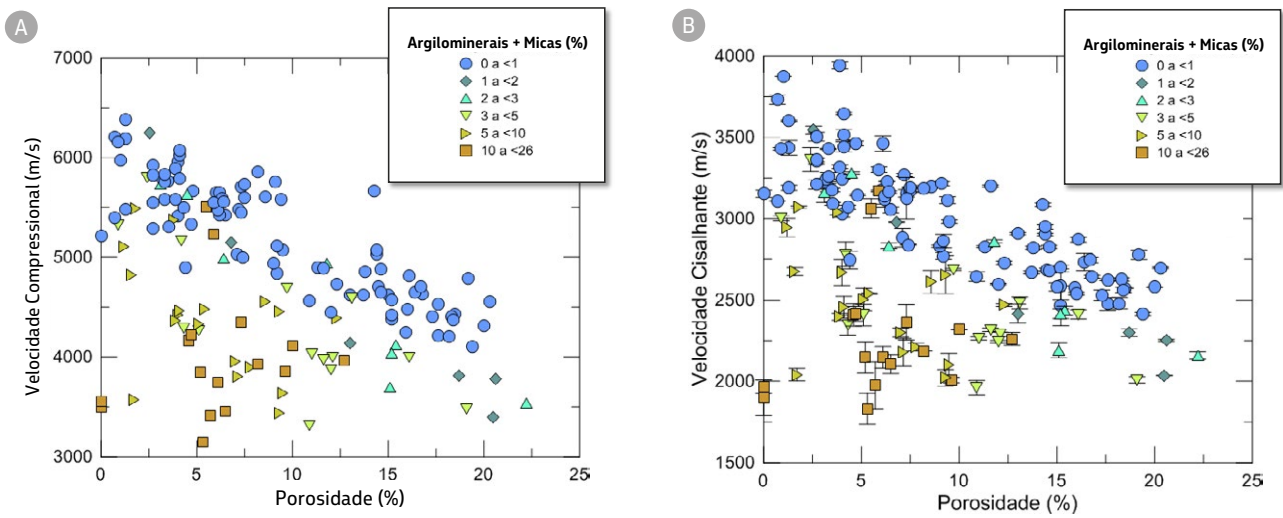 A
Argilominerais + Micas (%)
0 a <1
1 a <2
2 a <3
3 a <5
5 a <10
10 a <26
7000
6000
5000
4000
3000
Velocidade Compressional (m/s)
0 5 10 15 20 25
Porosidade (%)
B
Argilominerais + Micas (%)
0 a <1
1 a <2
2 a <3
3 a <5
5 a <10
10 a <26
4000
3500
3000
2500
2000
1500
Velocidade Cisalhante (m/s)
0 5 10 15 20 25
Porosidade (%)